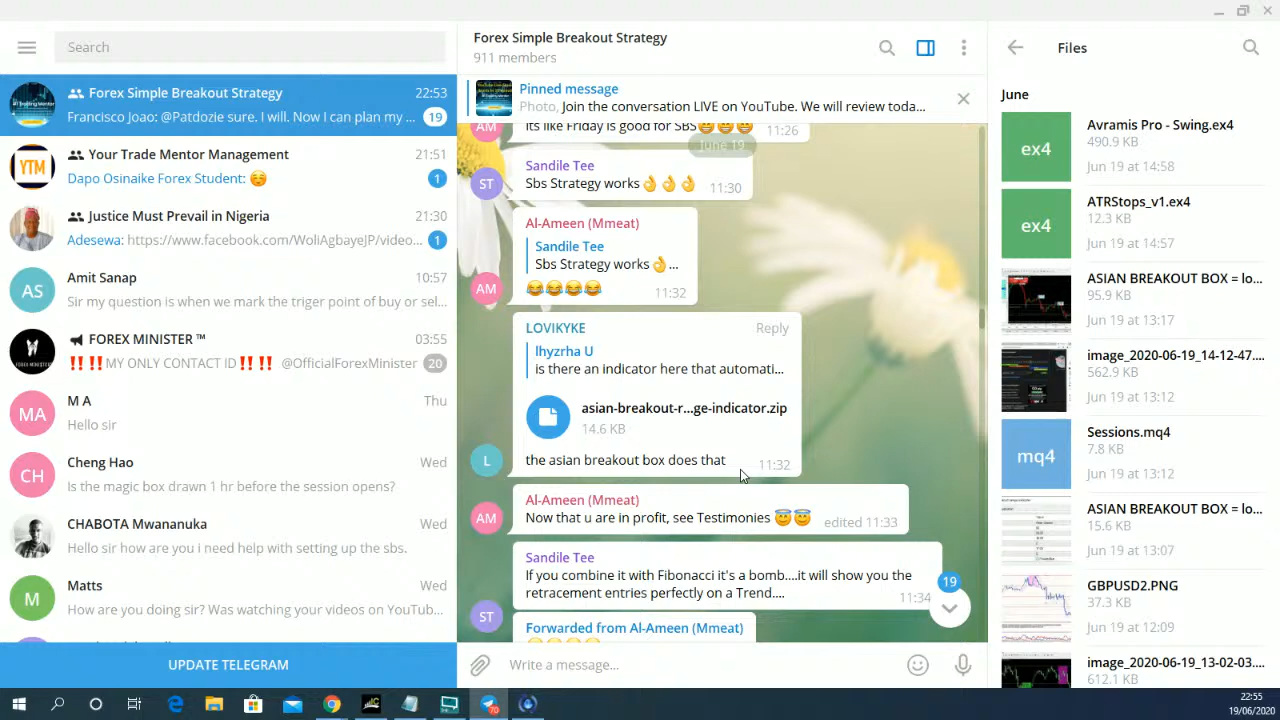 Search
Forex Simple Breakout Strategy 22:53
Francisco Joao: @Patdozie sure. I will. Now I can plan my ... 19
YTM
Your Trade Mentor Management 21:51
Dapo Osinaike Forex Student: ☺️ 1
Justice Must Prevail in Nigeria 21:30
Adesewa: https://www.facebook.com/WoliAgbayeJP/video... 1
AS
Amit Sanap 10:57
Sir my question is when we mark the triger point of buy or sel...
FOREX MINISTER ™ 03:55
‼️‼️MY ONLY CONTACT ID‼️‼️ @OfficialForexMinister 20
MA
M A Thu
Hello sir
CH
Cheng Hao Wed
Is the magic box drawn 1 hr before the session opens?
CHABOTA Mwananuka Wed
Hello sir how are you i need help with setting up the sbs.
M
Matts Wed
How are you doing sir? Was watching your videos on YouTub...
UPDATE TELEGRAM
Forex Simple Breakout Strategy
911 members
Pinned message
Photo, Join the conversation LIVE on YouTube. We will review toda...
AM
Its like Friday is good for SBS😁😁😁 11:26
June 19
ST
Sandile Tee
Sbs Strategy works👌👌👌 11:30
Al-Ameen (Mmeat)
Sandile Tee
Sbs Strategy works👌...
AM
😂😂😂😂 11:32
LOVIKYKE Reply
Ihyzrha U
is there an indicator here that automati...
asian-breakout-r...ge-indicator.zip
14.6 KB
L
the asian breakout box does that 11:32
Al-Ameen (Mmeat)
AM
Now that u are in profit, see Testimonies 😇😇 edited 11:33
Sandile Tee
If you combine it with Fibonacci it's a bomb....it will show you the
retracement entries perfectly on a Trend.... 11:34
ST
19
Forwarded from Al-Ameen (Mmeat)
Write a message...
Files
June
ex4
Avramis Pro - Swing.ex4
490.9 KB
Jun 19 at 14:58
ex4
ATRStops_v1.ex4
12.3 KB
Jun 19 at 14:57
ASIAN BREAKOUT BOX = lo...
95.9 KB
Jun 19 at 13:17
image_2020-06-19_14-12-47....
562.9 KB
Jun 19 at 13:12
mq4
Sessions.mq4
7.8 KB
Jun 19 at 13:12
ASIAN BREAKOUT BOX = lo...
15.6 KB
Jun 19 at 13:07
GBPUSD2.PNG
37.3 KB
Jun 19 at 12:09
image_2020-06-19_13-02-03....
612.1 KB
70
22:55
19/06/2020